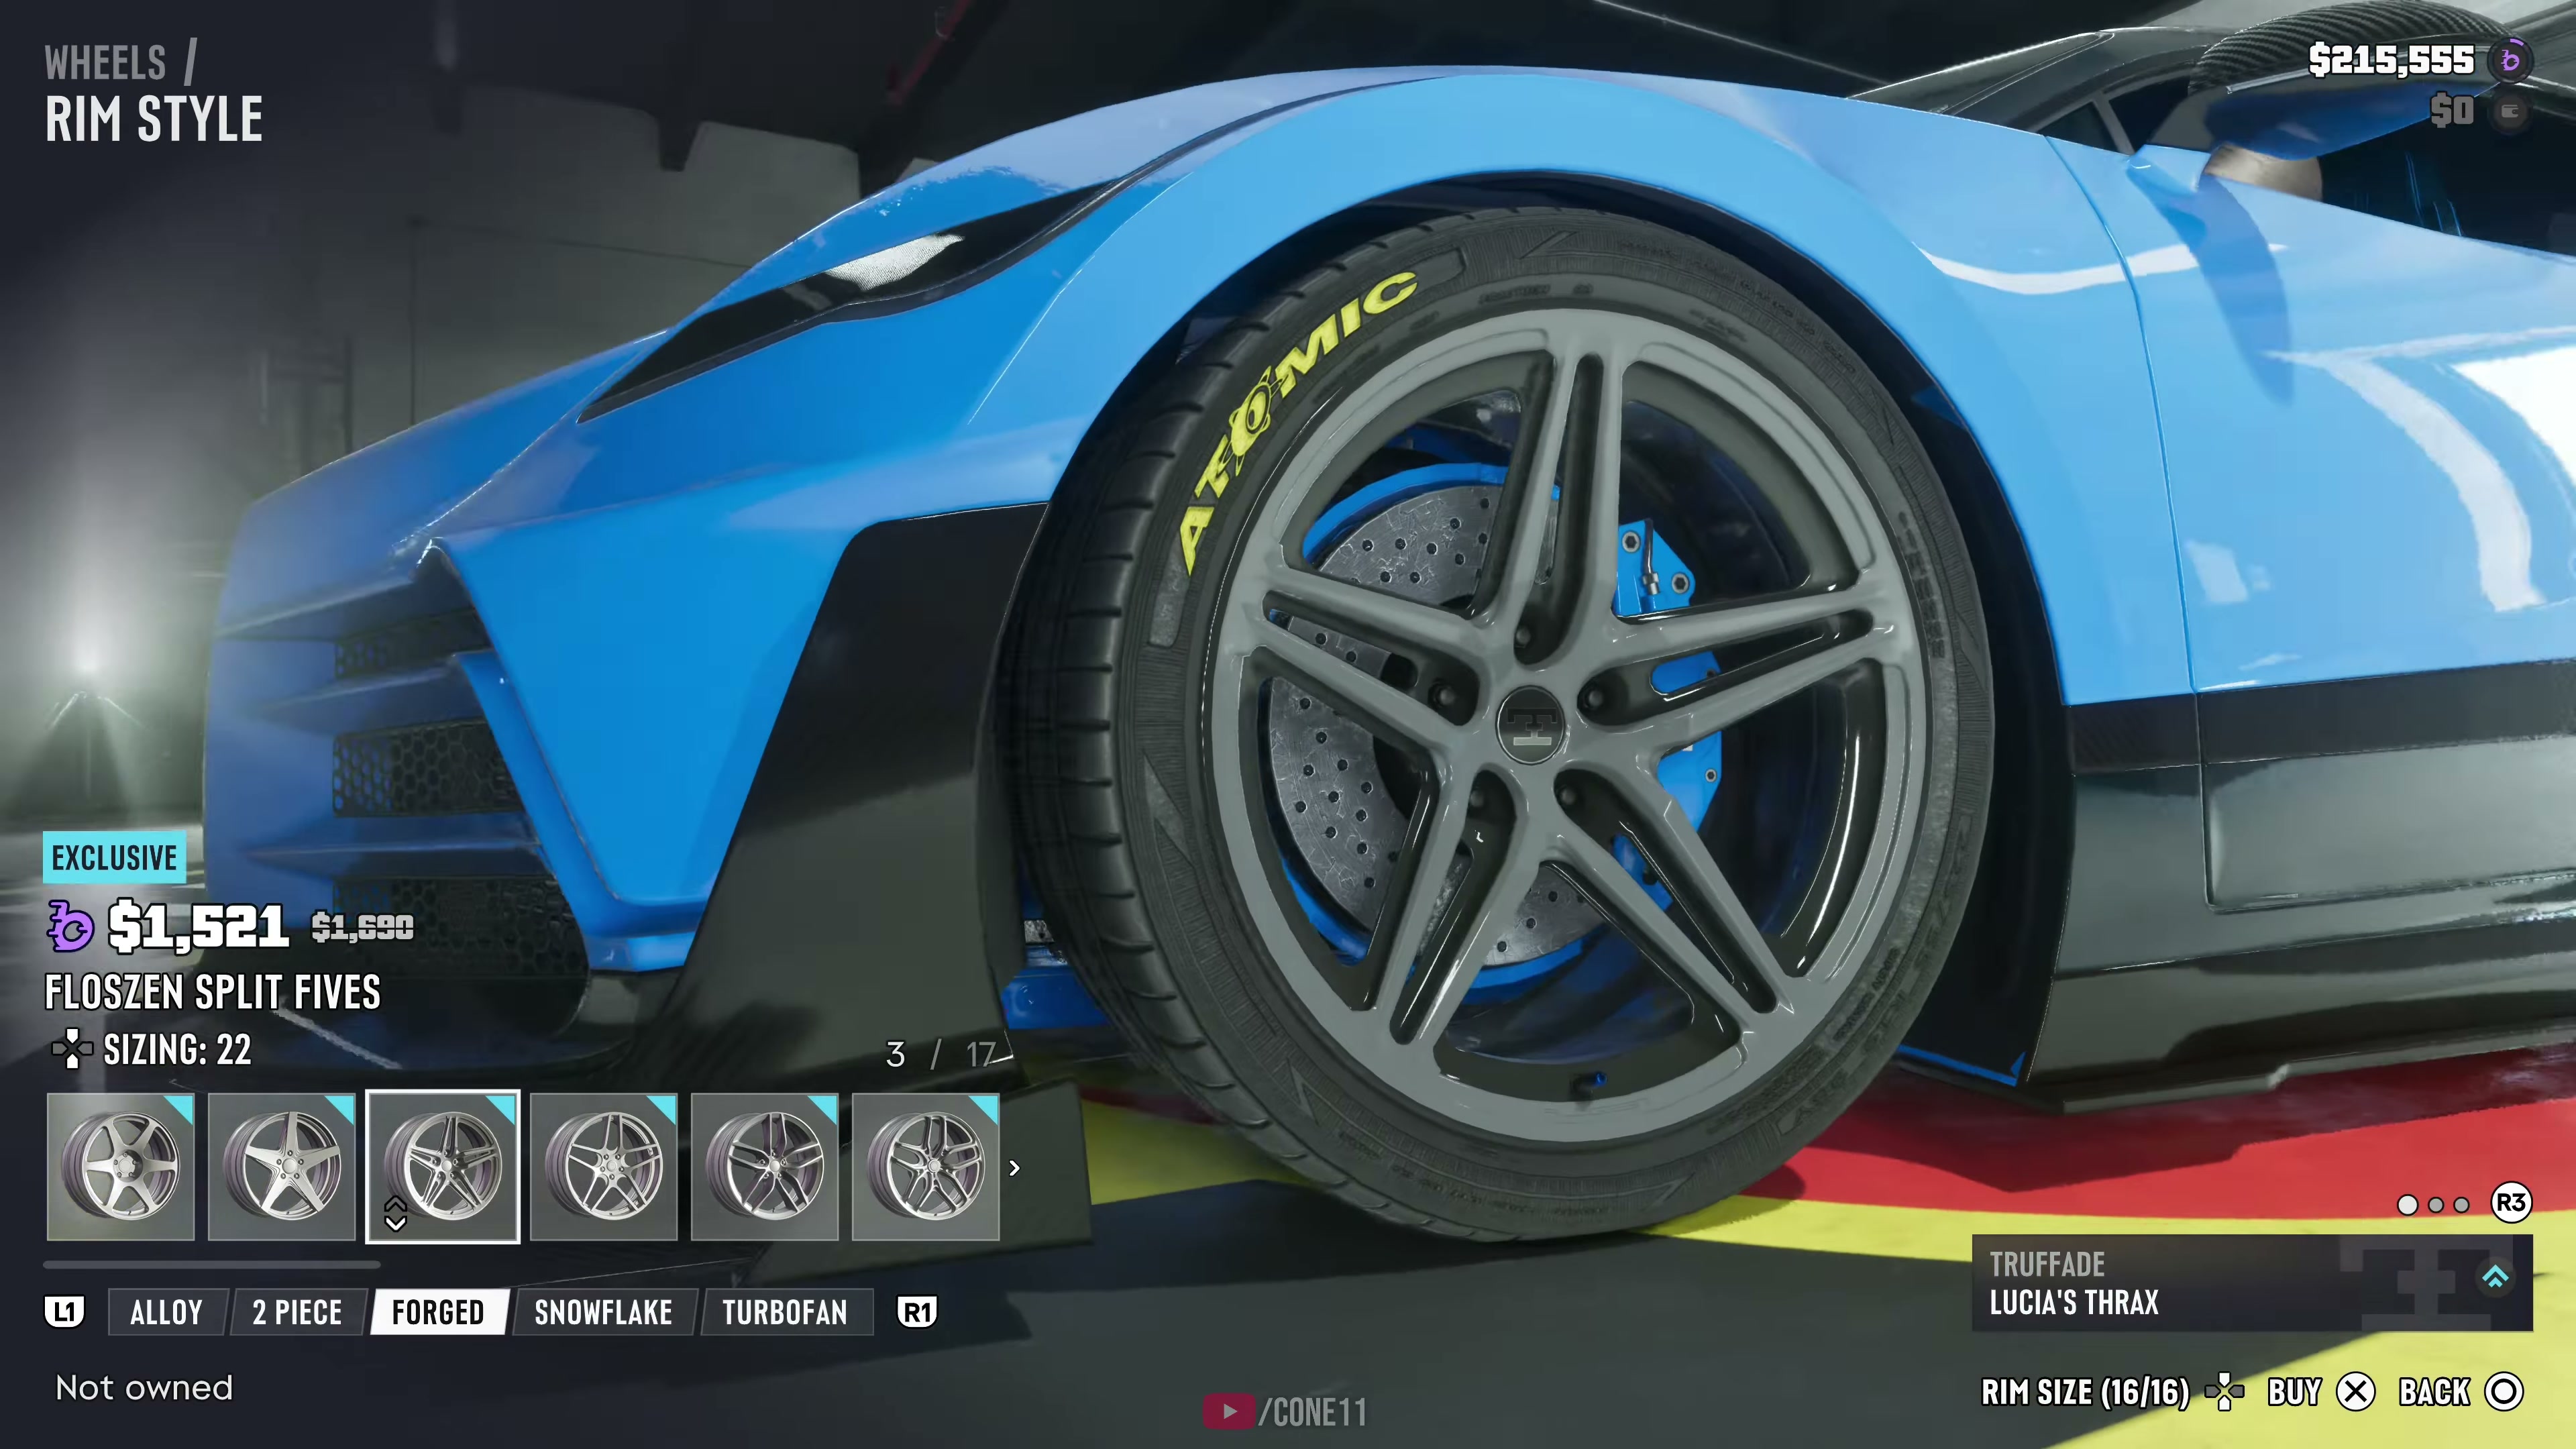 WHEELS /
RIM STYLE
$215,555
$0
ATOMIC
EXCLUSIVE
$1,521 $1,690
FLOSZEN SPLIT FIVES
SIZING: 22
3 / 17
R3
TRUFFADE
LUCIA'S THRAX
L1 ALLOY 2 PIECE FORGED SNOWFLAKE TURBOFAN R1
Not owned
/CONE11
RIM SIZE (16/16) BUY BACK